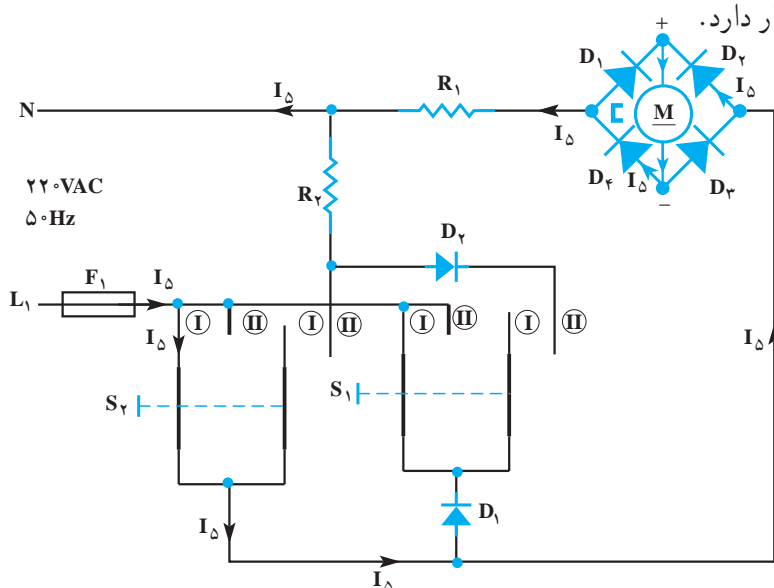 ر دارد.
+
D۱ D۲
I۵ R۱ I۵
N M
I۵
۲۲۰VAC R۲ D۴ I۵ D۳
۵۰Hz −
D۲
F۱ I۵
L۱
I II I II I II I II
I۵
S۲ S۱
I۵
I۵ D۱
I۵